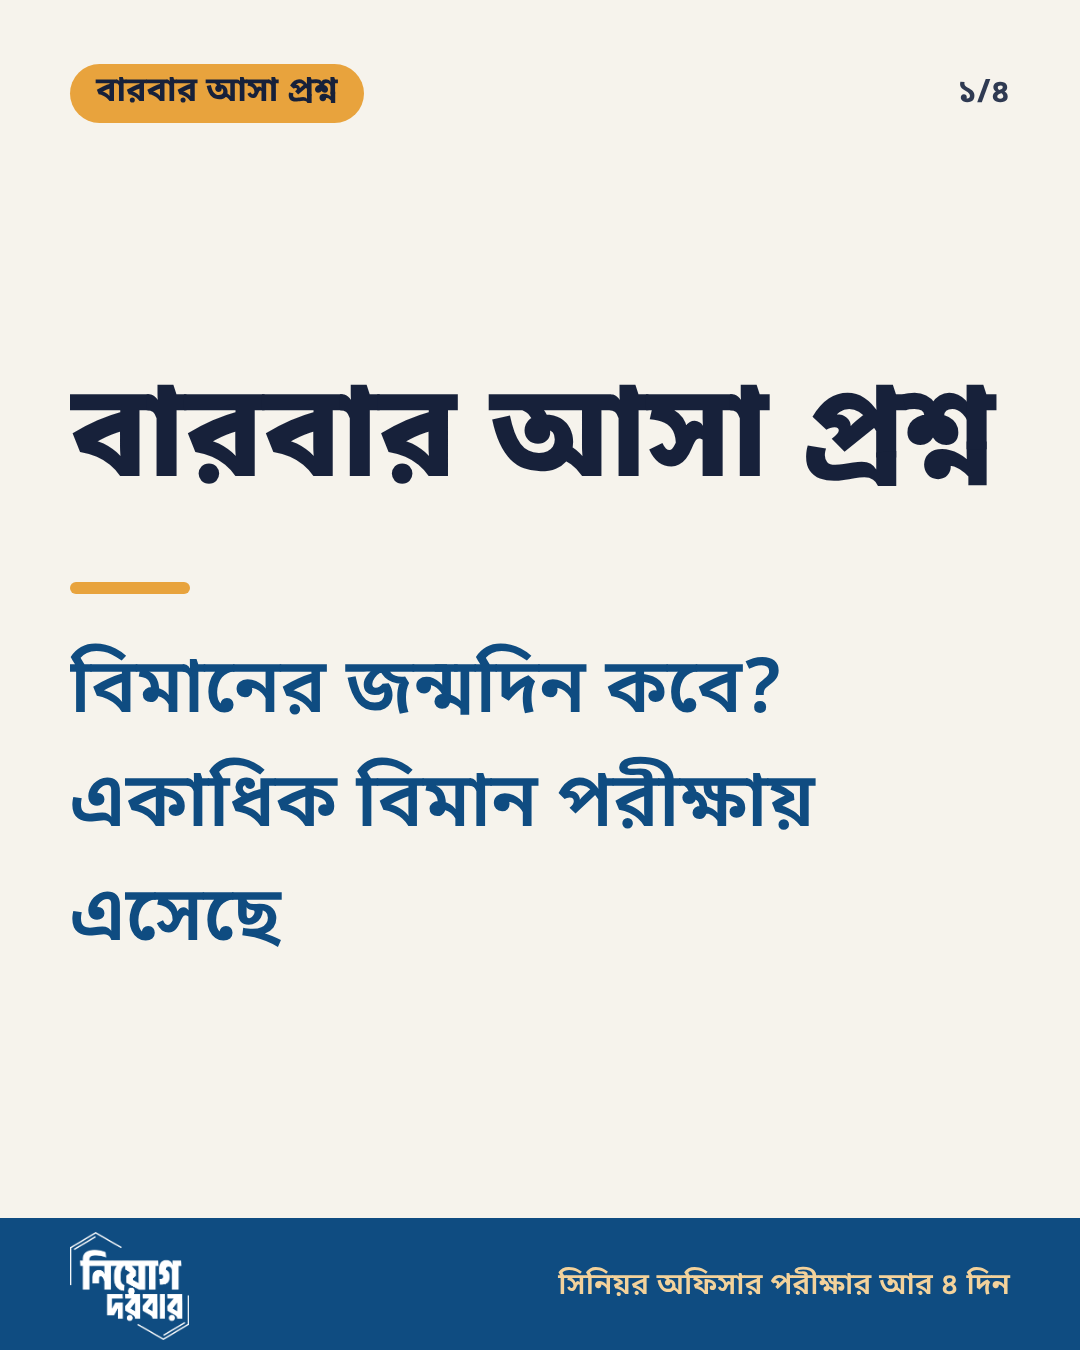 বারবার আসা প্রশ্ন
১/৪
বারবার আসা প্রশ্ন
বিমানের জন্মদিন কবে?
একাধিক বিমান পরীক্ষায়
এসেছে
নিয়োগ
দরবার
সিনিয়র অফিসার পরীক্ষার আর ৪ দিন